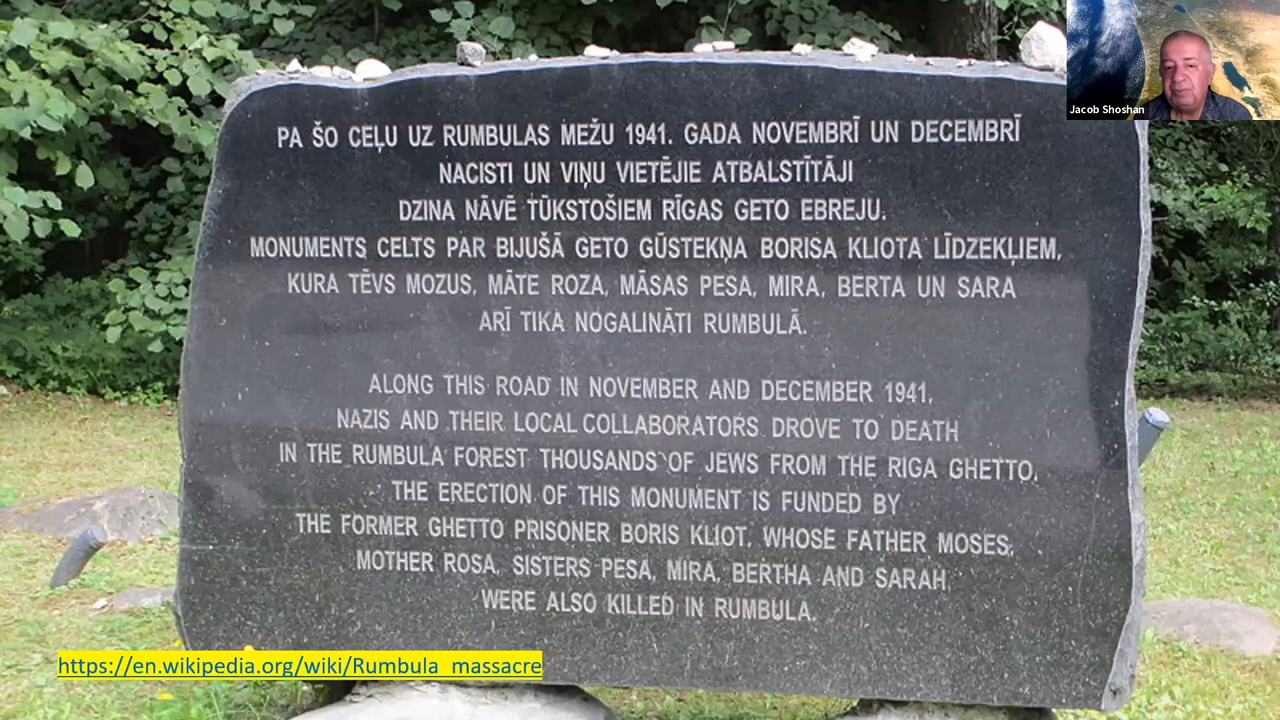 Jacob Shoshan
PA ŠO CEĻU UZ RUMBULAS MEŽU 1941. GADA NOVEMBRĪ UN DECEMBRĪ
NACISTI UN VIŅU VIETĒJIE ATBALSTĪTĀJI
DZINA NĀVĒ TŪKSTOŠIEM RĪGAS GETO EBREJU.
MONUMENTS CELTS PAR BIJUŠĀ GETO GŪSTEKŅA BORISA KLIOTA LĪDZEKĻIEM,
KURA TĒVS MOZUS, MĀTE ROZA, MĀSAS PESA, MIRA, BERTA UN SARA
ARĪ TIKA NOGALINĀTI RUMBULĀ.
ALONG THIS ROAD IN NOVEMBER AND DECEMBER 1941,
NAZIS AND THEIR LOCAL COLLABORATORS DROVE TO DEATH
IN THE RUMBULA FOREST THOUSANDS OF JEWS FROM THE RIGA GHETTO.
THE ERECTION OF THIS MONUMENT IS FUNDED BY
THE FORMER GHETTO PRISONER BORIS KLIOT, WHOSE FATHER MOSES,
MOTHER ROSA, SISTERS PESA, MIRA, BERTHA AND SARAH
WERE ALSO KILLED IN RUMBULA.
https://en.wikipedia.org/wiki/Rumbula_massacre